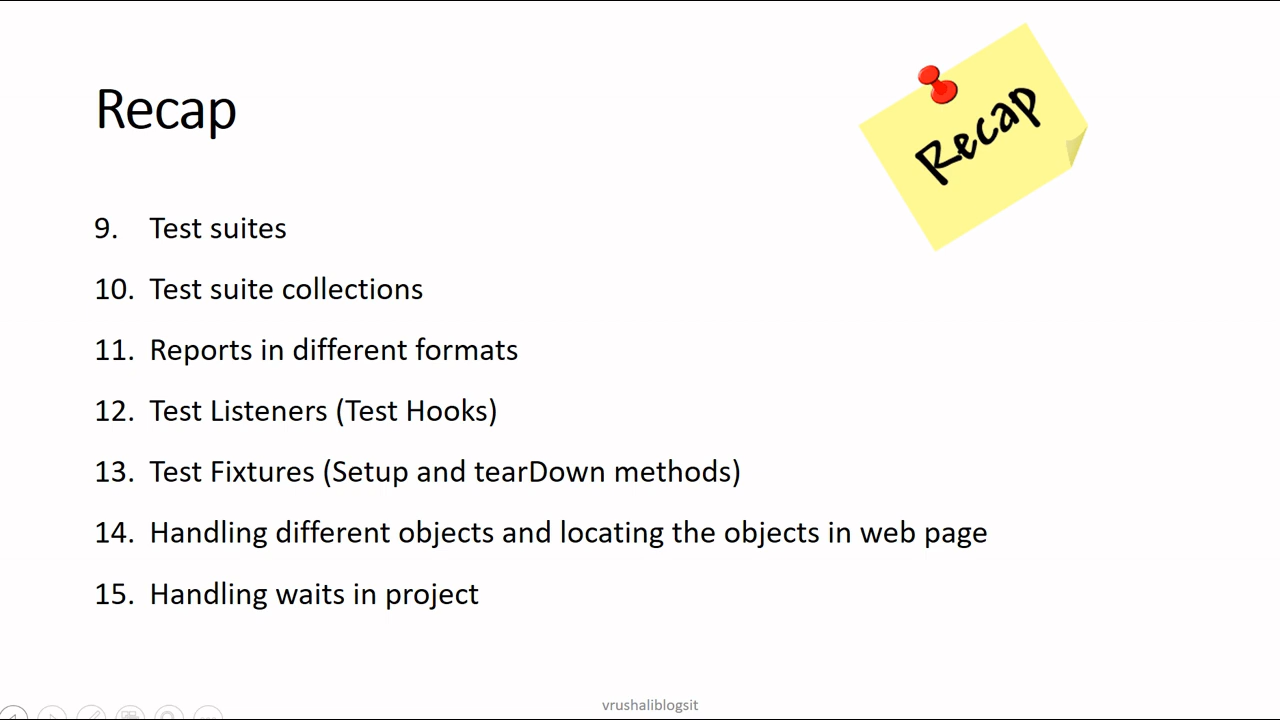 Recap
Recap
9. Test suites
10. Test suite collections
11. Reports in different formats
12. Test Listeners (Test Hooks)
13. Test Fixtures (Setup and tearDown methods)
14. Handling different objects and locating the objects in web page
15. Handling waits in project
vrushaliblogsit